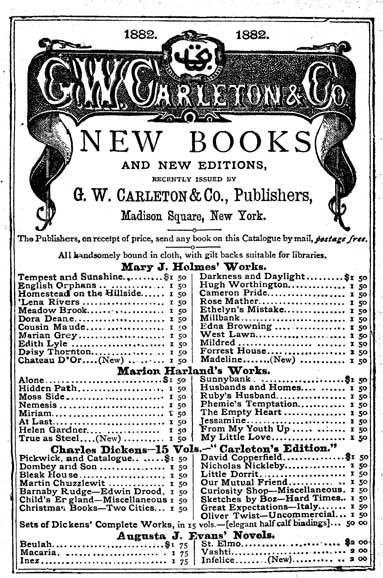 1882. 1882.
G. W. CARLETON & Co.
NEW BOOKS
AND NEW EDITIONS,
RECENTLY ISSUED BY
G. W. CARLETON & Co., Publishers,
Madison Square, New York.
The Publishers, on receipt of price, send any book on this Catalogue by mail, postage free.
All handsomely bound in cloth, with gilt backs suitable for libraries.
Mary J. Holmes' Works.
Tempest and Sunshine......$1 50
English Orphans......1 50
Homestead on the Hillside......1 50
'Lena Rivers......1 50
Meadow Brook......1 50
Dora Deane......1 50
Cousin Maude......1 50
Marian Grey......1 50
Edith Lyle......1 50
Daisy Thornton......1 50
Chateau D'Or....(New)......1 50
Darkness and Daylight......$1 50
Hugh Worthington......1 50
Cameron Pride......1 50
Rose Mather......1 50
Ethelyn's Mistake......1 50
Millbank......1 50
Edna Browning......1 50
West Lawn......1 50
Mildred......1 50
Forrest House......1 50
Madeline......(New)......1 50
Marion Harland's Works.
Alone......$1 50
Hidden Path......1 50
Moss Side......1 50
Nemesis......1 50
Miriam......1 50
At Last......1 50
Helen Gardner......1 50
True as Steel....(New)......1 50
Sunnybank......$1 50
Husbands and Homes......1 50
Ruby's Husband......1 50
Phemie's Temptation......1 50
The Empty Heart......1 50
Jessamine......1 50
From My Youth Up......1 50
My Little Love......1 50
Charles Dickens—15 Vols.—"Carleton's Edition."
Pickwick, and Catalogue......$1 50
Dombey and Son......1 50
Bleak House......1 50
Martin Chuzzlewit......1 50
Barnaby Rudge—Edwin Drood. 1 50
Child's England—Miscellaneous 1 50
Christmas Books—Two Cities...1 50
David Copperfield......$1 50
Nicholas Nickleby......1 50
Little Dorrit......1 50
Our Mutual Friend......1 50
Curiosity Shop—Miscellaneous. 1 50
Sketches by Boz—Hard Times.. 1 50
Great Expectations—Italy......1 50
Oliver Twist—Uncommercial...1 50
Sets of Dickens' Complete Works, in 15 vols.—[elegant half calf bindings]...50 00
Augusta J. Evans' Novels.
Beulah......$1 75
Macaria......1 75
Inez......1 75
St. Elmo......$2 00
Vashti......2 00
Infelice......(New)......2 00